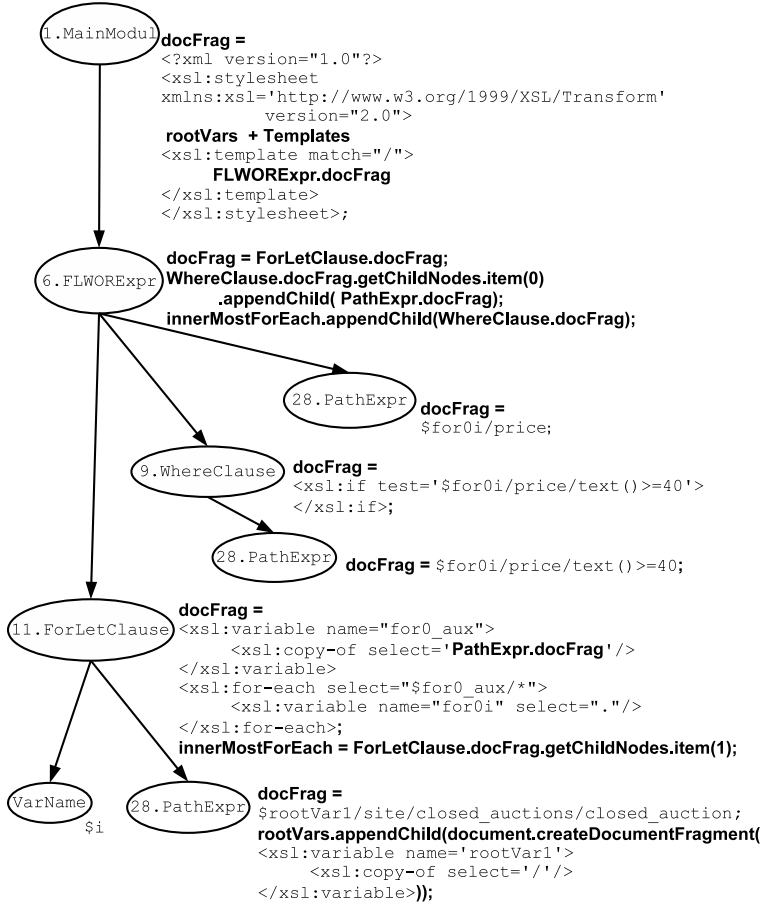 1.MainModul
docFrag =
<?xml version="1.0"?>
<xsl:stylesheet
xmlns:xsl='http://www.w3.org/1999/XSL/Transform'
version="2.0">
rootVars + Templates
<xsl:template match="/">
FLWORExpr.docFrag
</xsl:template>
</xsl:stylesheet>;
6.FLWORExpr
docFrag = ForLetClause.docFrag;
WhereClause.docFrag.getChildNodes.item(0)
.appendChild( PathExpr.docFrag);
innerMostForEach.appendChild(WhereClause.docFrag);
28.PathExpr
docFrag =
$for0i/price;
9.WhereClause
docFrag =
<xsl:if test='$for0i/price/text()>=40'>
</xsl:if>;
28.PathExpr
docFrag = $for0i/price/text()>=40;
11.ForLetClause
docFrag =
<xsl:variable name="for0_aux">
<xsl:copy-of select='PathExpr.docFrag'/>
</xsl:variable>
<xsl:for-each select="$for0_aux/*">
<xsl:variable name="for0i" select="."/>
</xsl:for-each>;
innerMostForEach = ForLetClause.docFrag.getChildNodes.item(1);
VarName
$i
28.PathExpr
docFrag =
$rootVar1/site/closed_auctions/closed_auction;
rootVars.appendChild(document.createDocumentFragment(
<xsl:variable name='rootVar1'>
<xsl:copy-of select='/'/>
</xsl:variable>));